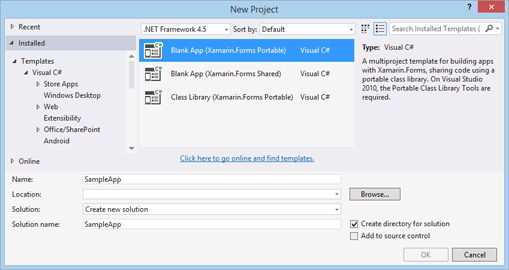 New Project
Recent
.NET Framework 4.5
Sort by:
Default
Search Installed Templates (
Installed
Templates
Visual C#
Store Apps
Windows Desktop
Web
Extensibility
Office/SharePoint
Android
Online
Blank App (Xamarin.Forms Portable)
Visual C#
Blank App (Xamarin.Forms Shared)
Visual C#
Class Library (Xamarin.Forms Portable)
Visual C#
Click here to go online and find templates.
Type: Visual C#
A multiproject template for building apps
with Xamarin.Forms, sharing code using a
portable class library. On Visual Studio
2010, the Portable Class Library Tools are
required.
Name:
SampleApp
Location:
Browse...
Solution:
Create new solution
Solution name:
SampleApp
Create directory for solution
Add to source control
OK
Cancel